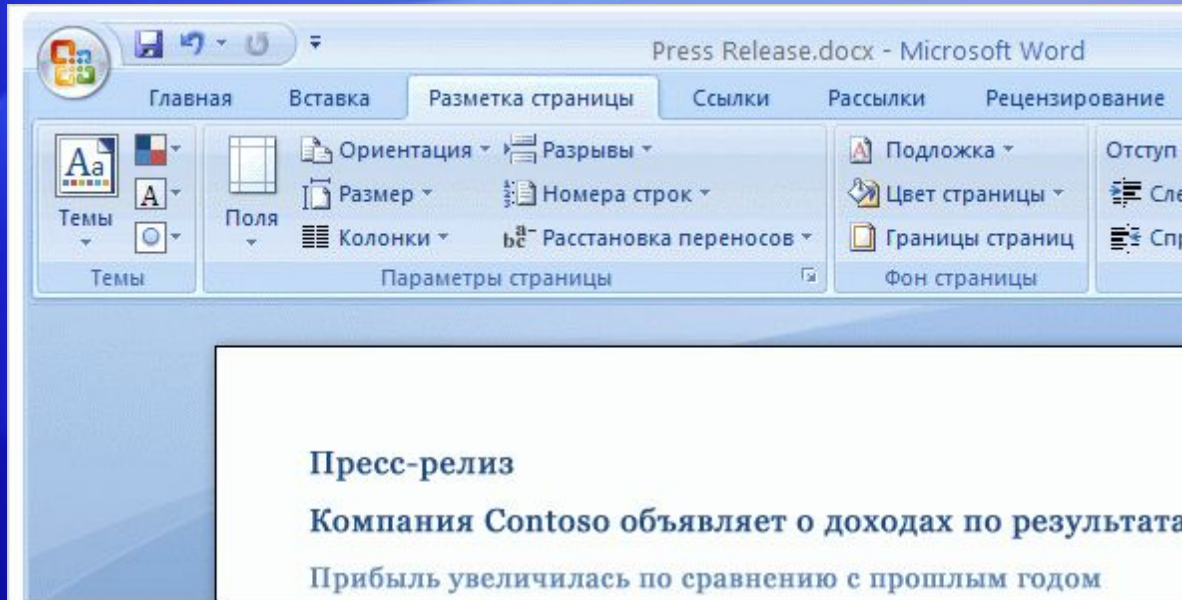 Press Release.docx - Microsoft Word
Главная Вставка Разметка страницы Ссылки Рассылки Рецензирование
Aa Ориентация Разрывы Подложка Отступ
A Размер Номера строк Цвет страницы
Темы Поля Колонки bc a- Расстановка переносов Границы страниц
Темы Параметры страницы Фон страницы
Пресс-релиз
Компания Contoso объявляет о доходах по результата
Прибыль увеличилась по сравнению с прошлым годом